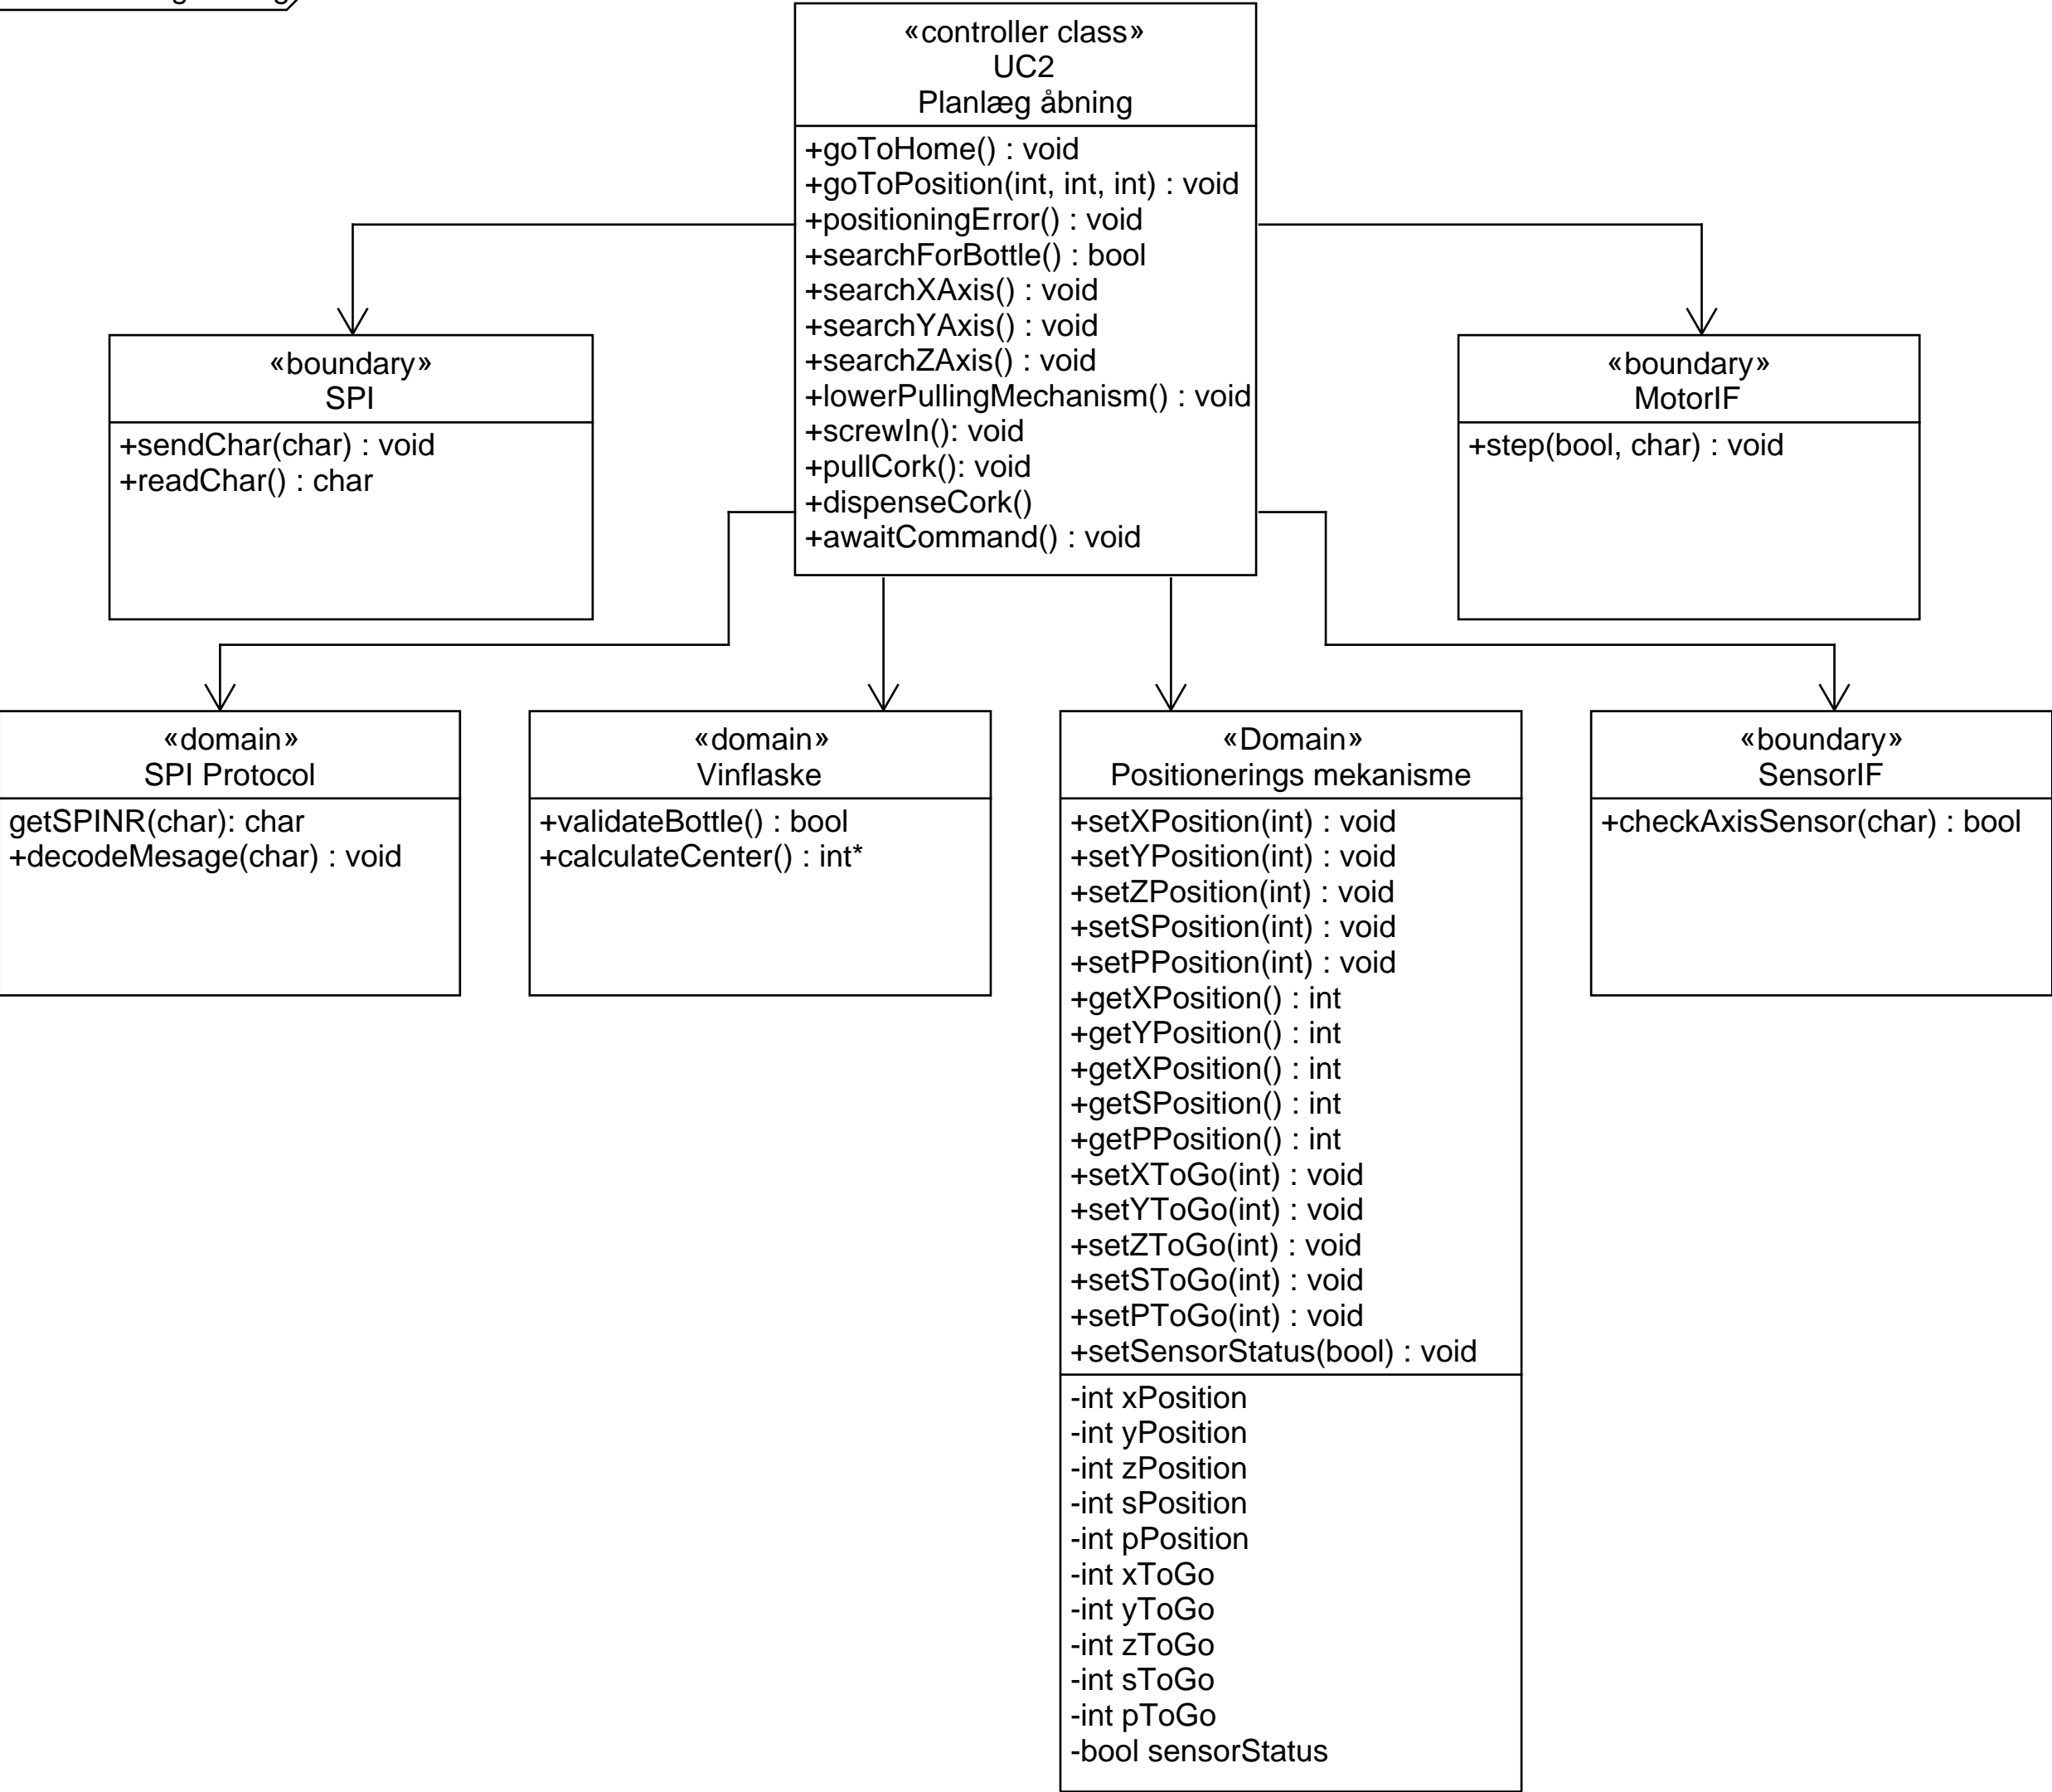 «controller class»
UC2
Planlæg åbning
+goToHome() : void
+goToPosition(int, int, int) : void
+positioningError() : void
+searchForBottle() : bool
+searchXAxis() : void
+searchYAxis() : void
+searchZAxis() : void
+lowerPullingMechanism() : void
+screwIn(): void
+pullCork(): void
+dispenseCork()
+awaitCommand() : void
«boundary»
SPI
+sendChar(char) : void
+readChar() : char
«boundary»
MotorIF
+step(bool, char) : void
«domain»
SPI Protocol
getSPINR(char): char
+decodeMesage(char) : void
«domain»
Vinflaske
+validateBottle() : bool
+calculateCenter() : int*
«Domain»
Positionerings mekanisme
+setXPosition(int) : void
+setYPosition(int) : void
+setZPosition(int) : void
+setSPosition(int) : void
+setPPosition(int) : void
+getXPosition() : int
+getYPosition() : int
+getXPosition() : int
+getSPosition() : int
+getPPosition() : int
+setXToGo(int) : void
+setYToGo(int) : void
+setZToGo(int) : void
+setSToGo(int) : void
+setPToGo(int) : void
+setSensorStatus(bool) : void
-int xPosition
-int yPosition
-int zPosition
-int sPosition
-int pPosition
-int xToGo
-int yToGo
-int zToGo
-int sToGo
-int pToGo
-bool sensorStatus
«boundary»
SensorIF
+checkAxisSensor(char) : bool